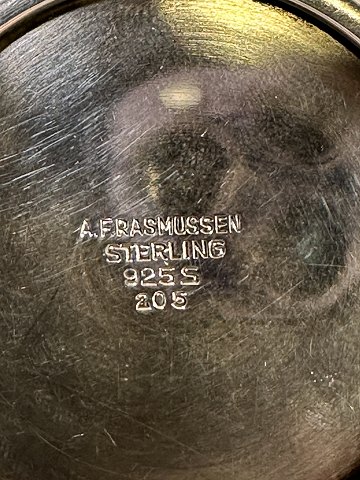 A.F.RASMUSSEN
STERLING
925 S
205